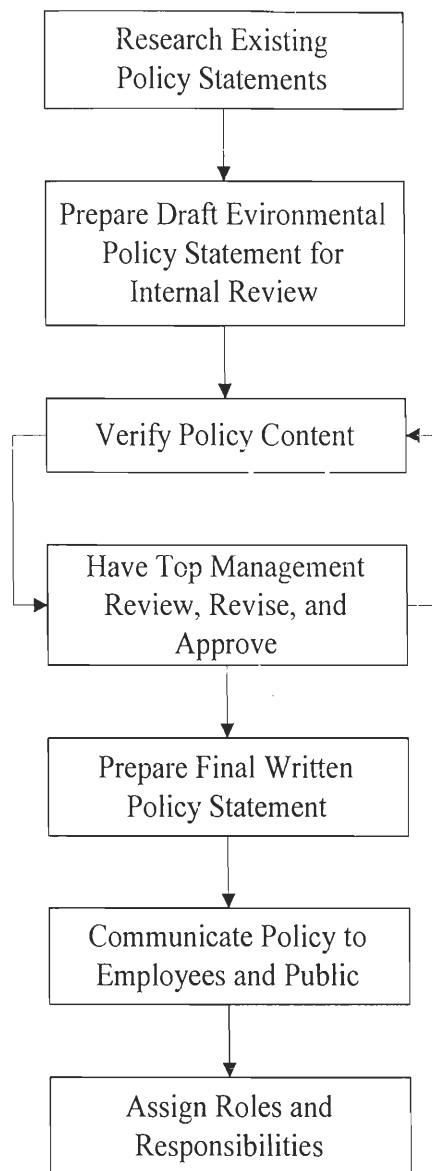 Research Existing
Policy Statements
Prepare Draft Evironmental
Policy Statement for
Internal Review
Verify Policy Content
Have Top Management
Review, Revise, and
Approve
Prepare Final Written
Policy Statement
Communicate Policy to
Employees and Public
Assign Roles and
Responsibilities